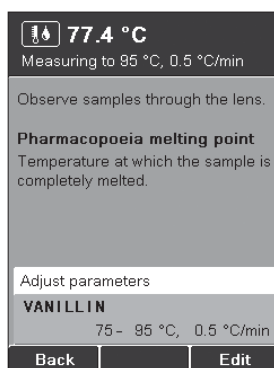 77.4 °C
Measuring to 95 °C, 0.5 °C/min
Observe samples through the lens.
Pharmacopoeia melting point
Temperature at which the sample is
completely melted.
Adjust parameters
VANILLIN
75- 95 °C, 0.5 °C/min
Back Edit